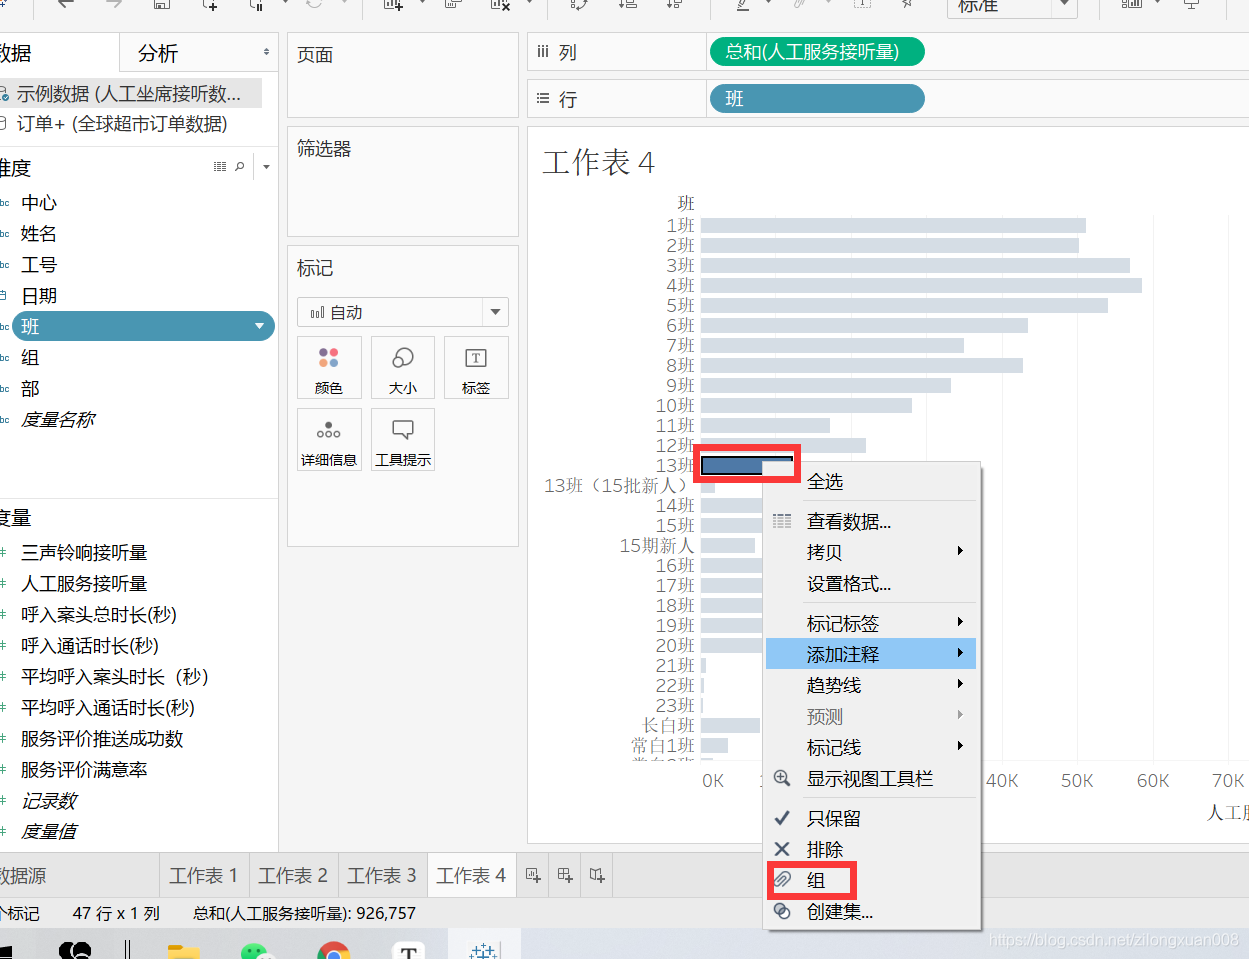 标准
数据
分析
示例数据 (人工坐席接听数...
订单+ (全球超市订单数据)
维度
abc 中心
abc 姓名
abc 工号
日期
abc 班
abc 组
abc 部
abc 度量名称
度量
三声铃响接听量
人工服务接听量
呼入案头总时长(秒)
呼入通话时长(秒)
平均呼入案头时长（秒）
平均呼入通话时长(秒)
服务评价推送成功数
服务评价满意率
记录数
度量值
页面
筛选器
标记
自动
颜色
大小
标签
详细信息
工具提示
列
总和(人工服务接听量)
行
班
工作表 4
班
1班
2班
3班
4班
5班
6班
7班
8班
9班
10班
11班
12班
13班
13班（15批新人）
14班
15班
15期新人
16班
17班
18班
19班
20班
21班
22班
23班
长白班
常白1班
0K
40K
50K
60K
70K
人工服
全选
查看数据...
拷贝
设置格式...
标记标签
添加注释
趋势线
预测
标记线
显示视图工具栏
只保留
排除
组
创建集...
数据源
工作表 1
工作表 2
工作表 3
工作表 4
个标记
47 行 x 1 列
总和(人工服务接听量): 926,757
https://blog.csdn.net/zilongxuan008